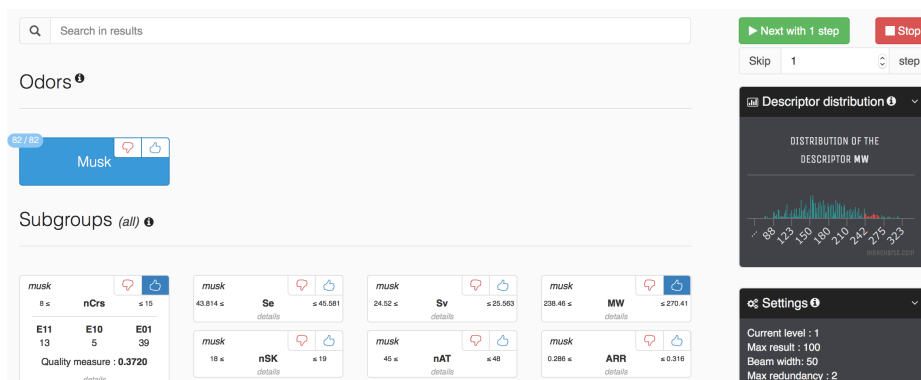 Search in results
Next with 1 step
Stop
Skip 1 step
Odors
Descriptor distribution
82 / 82
Musk
DISTRIBUTION OF THE
DESCRIPTOR MW
... 88 123 150 180 210 242 275 323
Subgroups (all)
musk
8 ≤ nCrs ≤ 15
E11 E10 E01
13 5 39
Quality measure : 0.3720
details
musk
43.814 ≤ Se ≤ 45.581
details
musk
24.52 ≤ Sv ≤ 25.563
details
musk
238.46 ≤ MW ≤ 270.41
details
musk
18 ≤ nSK ≤ 19
details
musk
45 ≤ nAT ≤ 48
details
musk
0.286 ≤ ARR ≤ 0.316
details
Settings
Current level : 1
Max result : 100
Beam width: 50
Max redundancy : 2